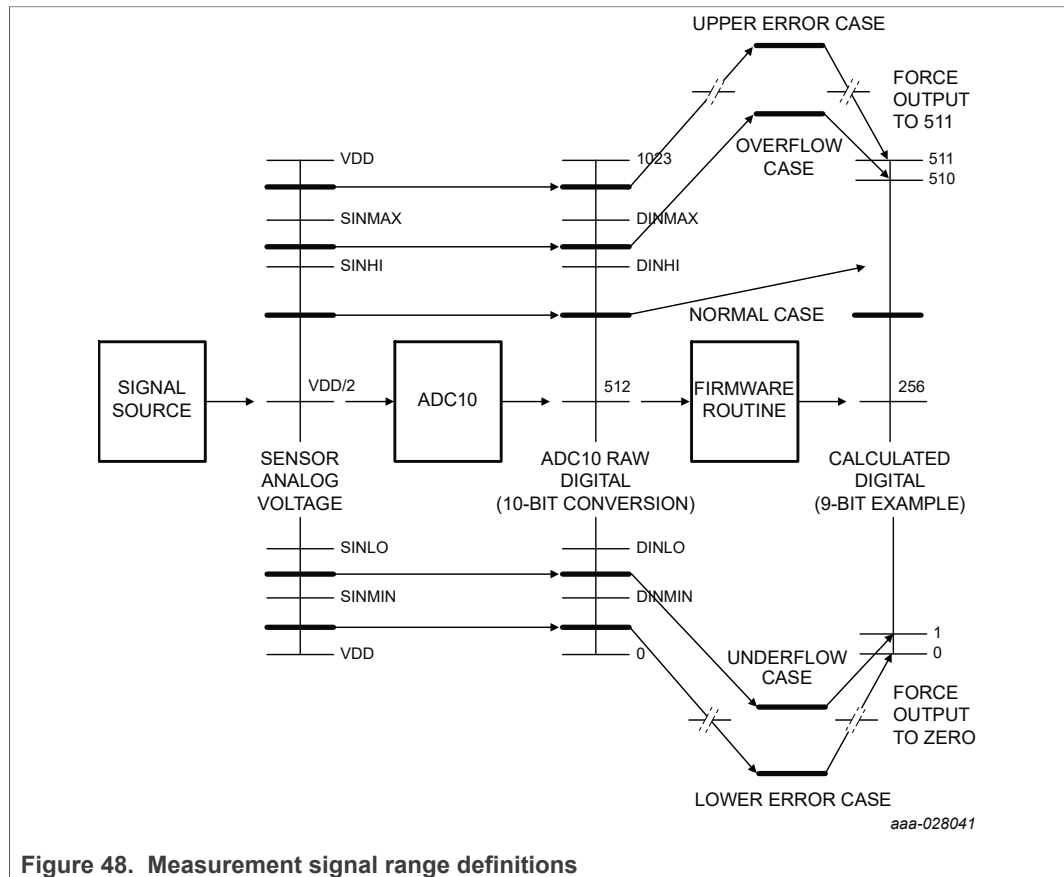 UPPER ERROR CASE
FORCE
OUTPUT
TO 511
OVERFLOW
CASE
VDD
1023
511
510
SINMAX
DINMAX
SINHI
DINHI
NORMAL CASE
SIGNAL
SOURCE
VDD/2
ADC10
512
FIRMWARE
ROUTINE
256
SENSOR
ANALOG
VOLTAGE
ADC10 RAW
DIGITAL
(10-BIT CONVERSION)
CALCULATED
DIGITAL
(9-BIT EXAMPLE)
SINLO
DINLO
SINMIN
DINMIN
VDD
0
1
0
UNDERFLOW
CASE
FORCE
OUTPUT
TO ZERO
LOWER ERROR CASE
aaa-028041
Figure 48. Measurement signal range definitions